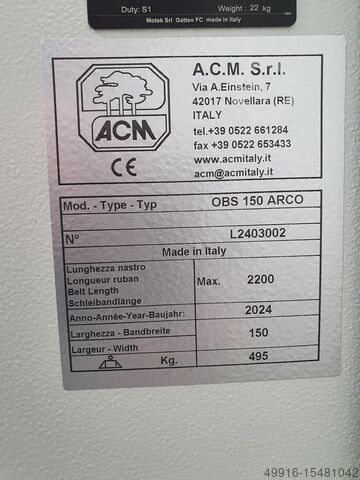 Duty: S1 Weight: 22 kg
Motek Srl Gatteo FC made in Italy
ACM
CE
A.C.M. S.r.l.
Via A.Einstein, 7
42017 Novellara (RE)
ITALY
tel.+39 0522 661284
fax +39 0522 653433
www.acmitaly.it
acm@acmitaly.it
Mod. - Type - Typ OBS 150 ARCO
N° L2403002
Made in Italy
Lunghezza nastro
Longueur ruban
Belt Length
Schleibandlänge
Max. 2200
Anno-Année-Year-Baujahr: 2024
Larghezza - Bandbreite
Largeur - Width
150
Kg. 495
49916-15481042